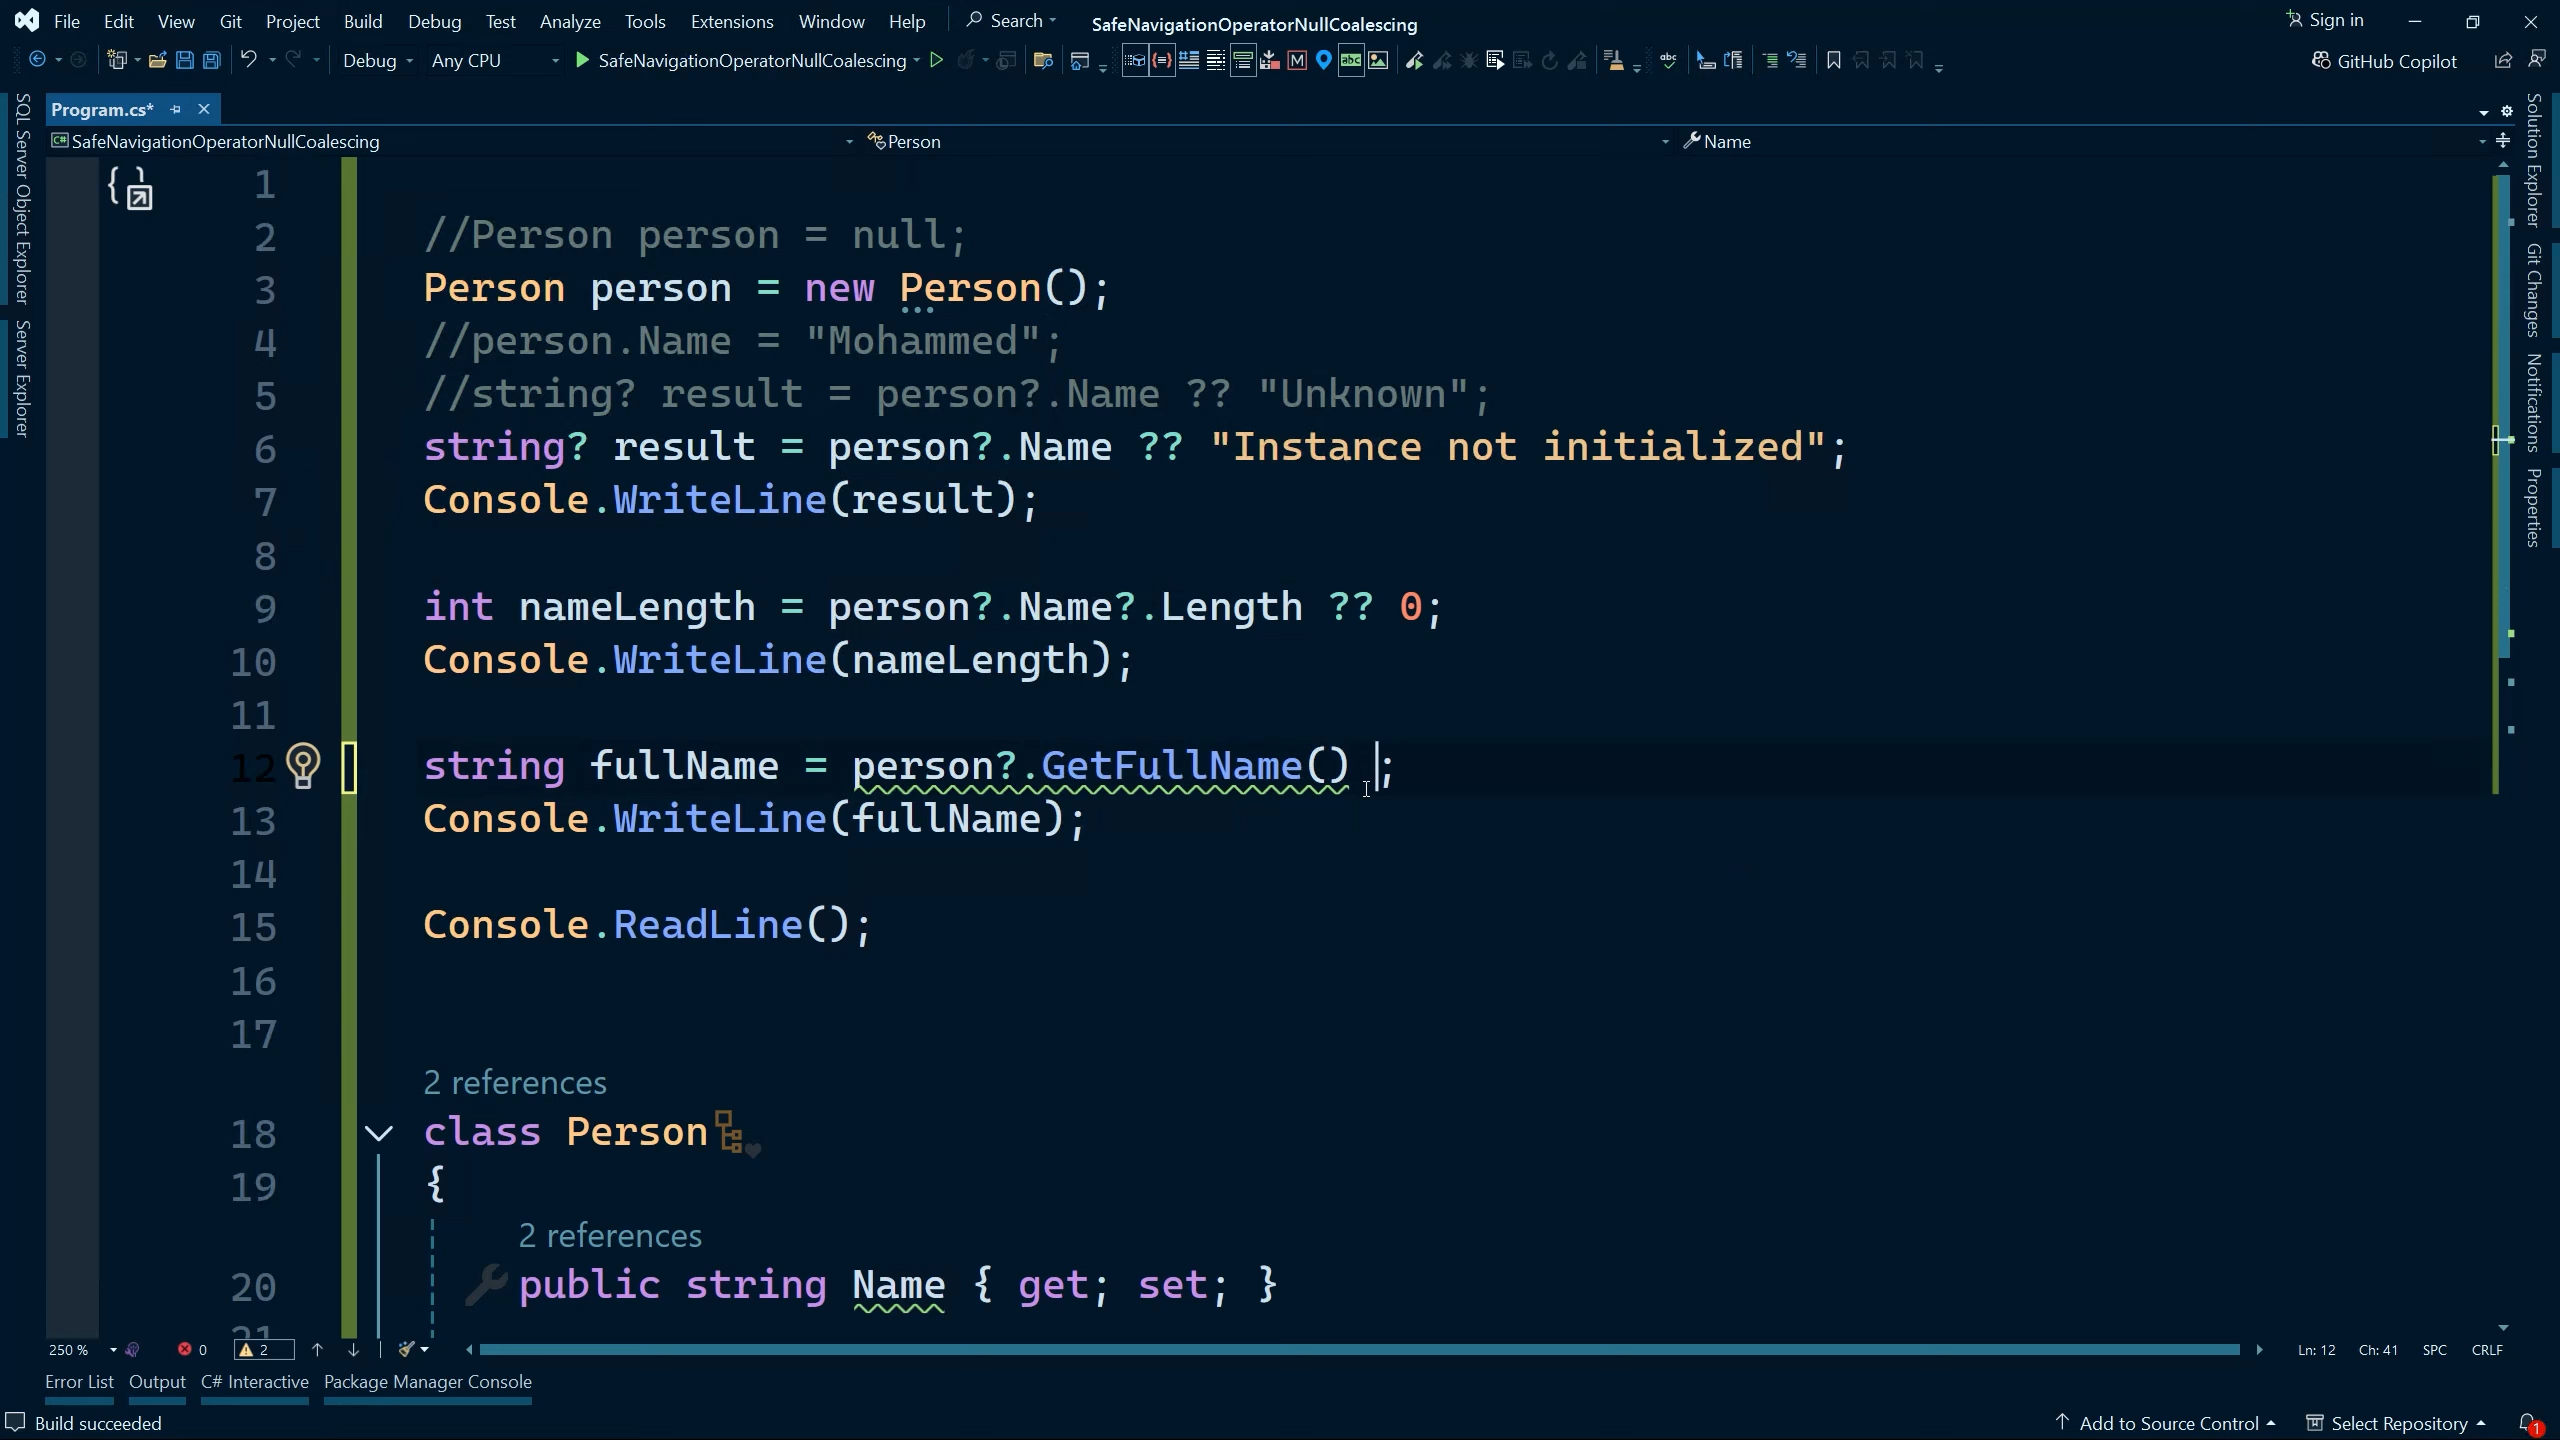 File Edit View Git Project Build Debug Test Analyze Tools Extensions Window Help Search SafeNavigationOperatorNullCoalescing Sign in
Debug Any CPU SafeNavigationOperatorNullCoalescing GitHub Copilot
Program.cs*
SafeNavigationOperatorNullCoalescing Person Name
SQL Server Object Explorer
Server Explorer
1
2 //Person person = null;
3 Person person = new Person();
4 //person.Name = "Mohammed";
5 //string? result = person?.Name ?? "Unknown";
6 string? result = person?.Name ?? "Instance not initialized";
7 Console.WriteLine(result);
8
9 int nameLength = person?.Name?.Length ?? 0;
10 Console.WriteLine(nameLength);
11
12 string fullName = person?.GetFullName() ;
13 Console.WriteLine(fullName);
14
15 Console.ReadLine();
16
17
2 references
18 class Person
19 {
2 references
20 public string Name { get; set; }
21
Solution Explorer
Git Changes
Notifications
Properties
250 % 0 2 Ln: 12 Ch: 41 SPC CRLF
Error List Output C# Interactive Package Manager Console
Build succeeded Add to Source Control Select Repository 1